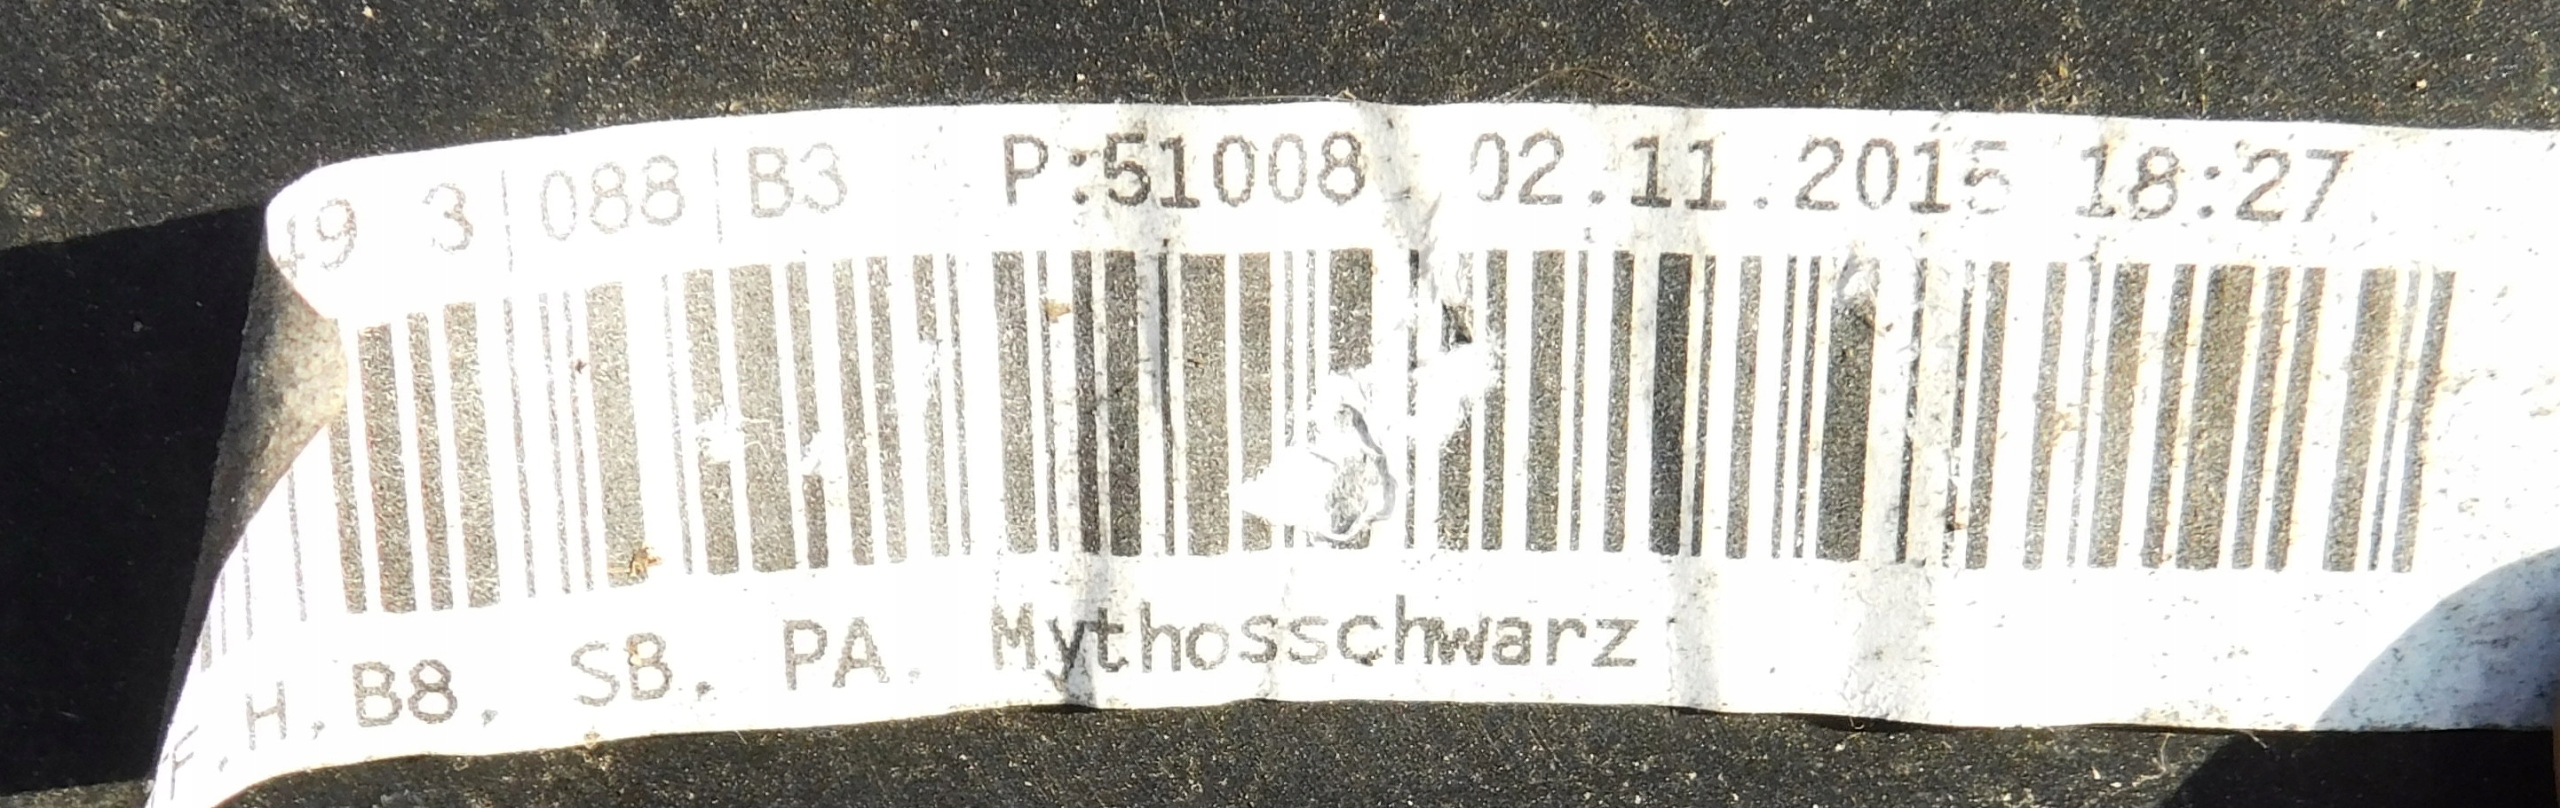 49 3 088 B3 P:51008 02.11.2015 18:27
F.H,B8, SB, PA. Mythosschwarz